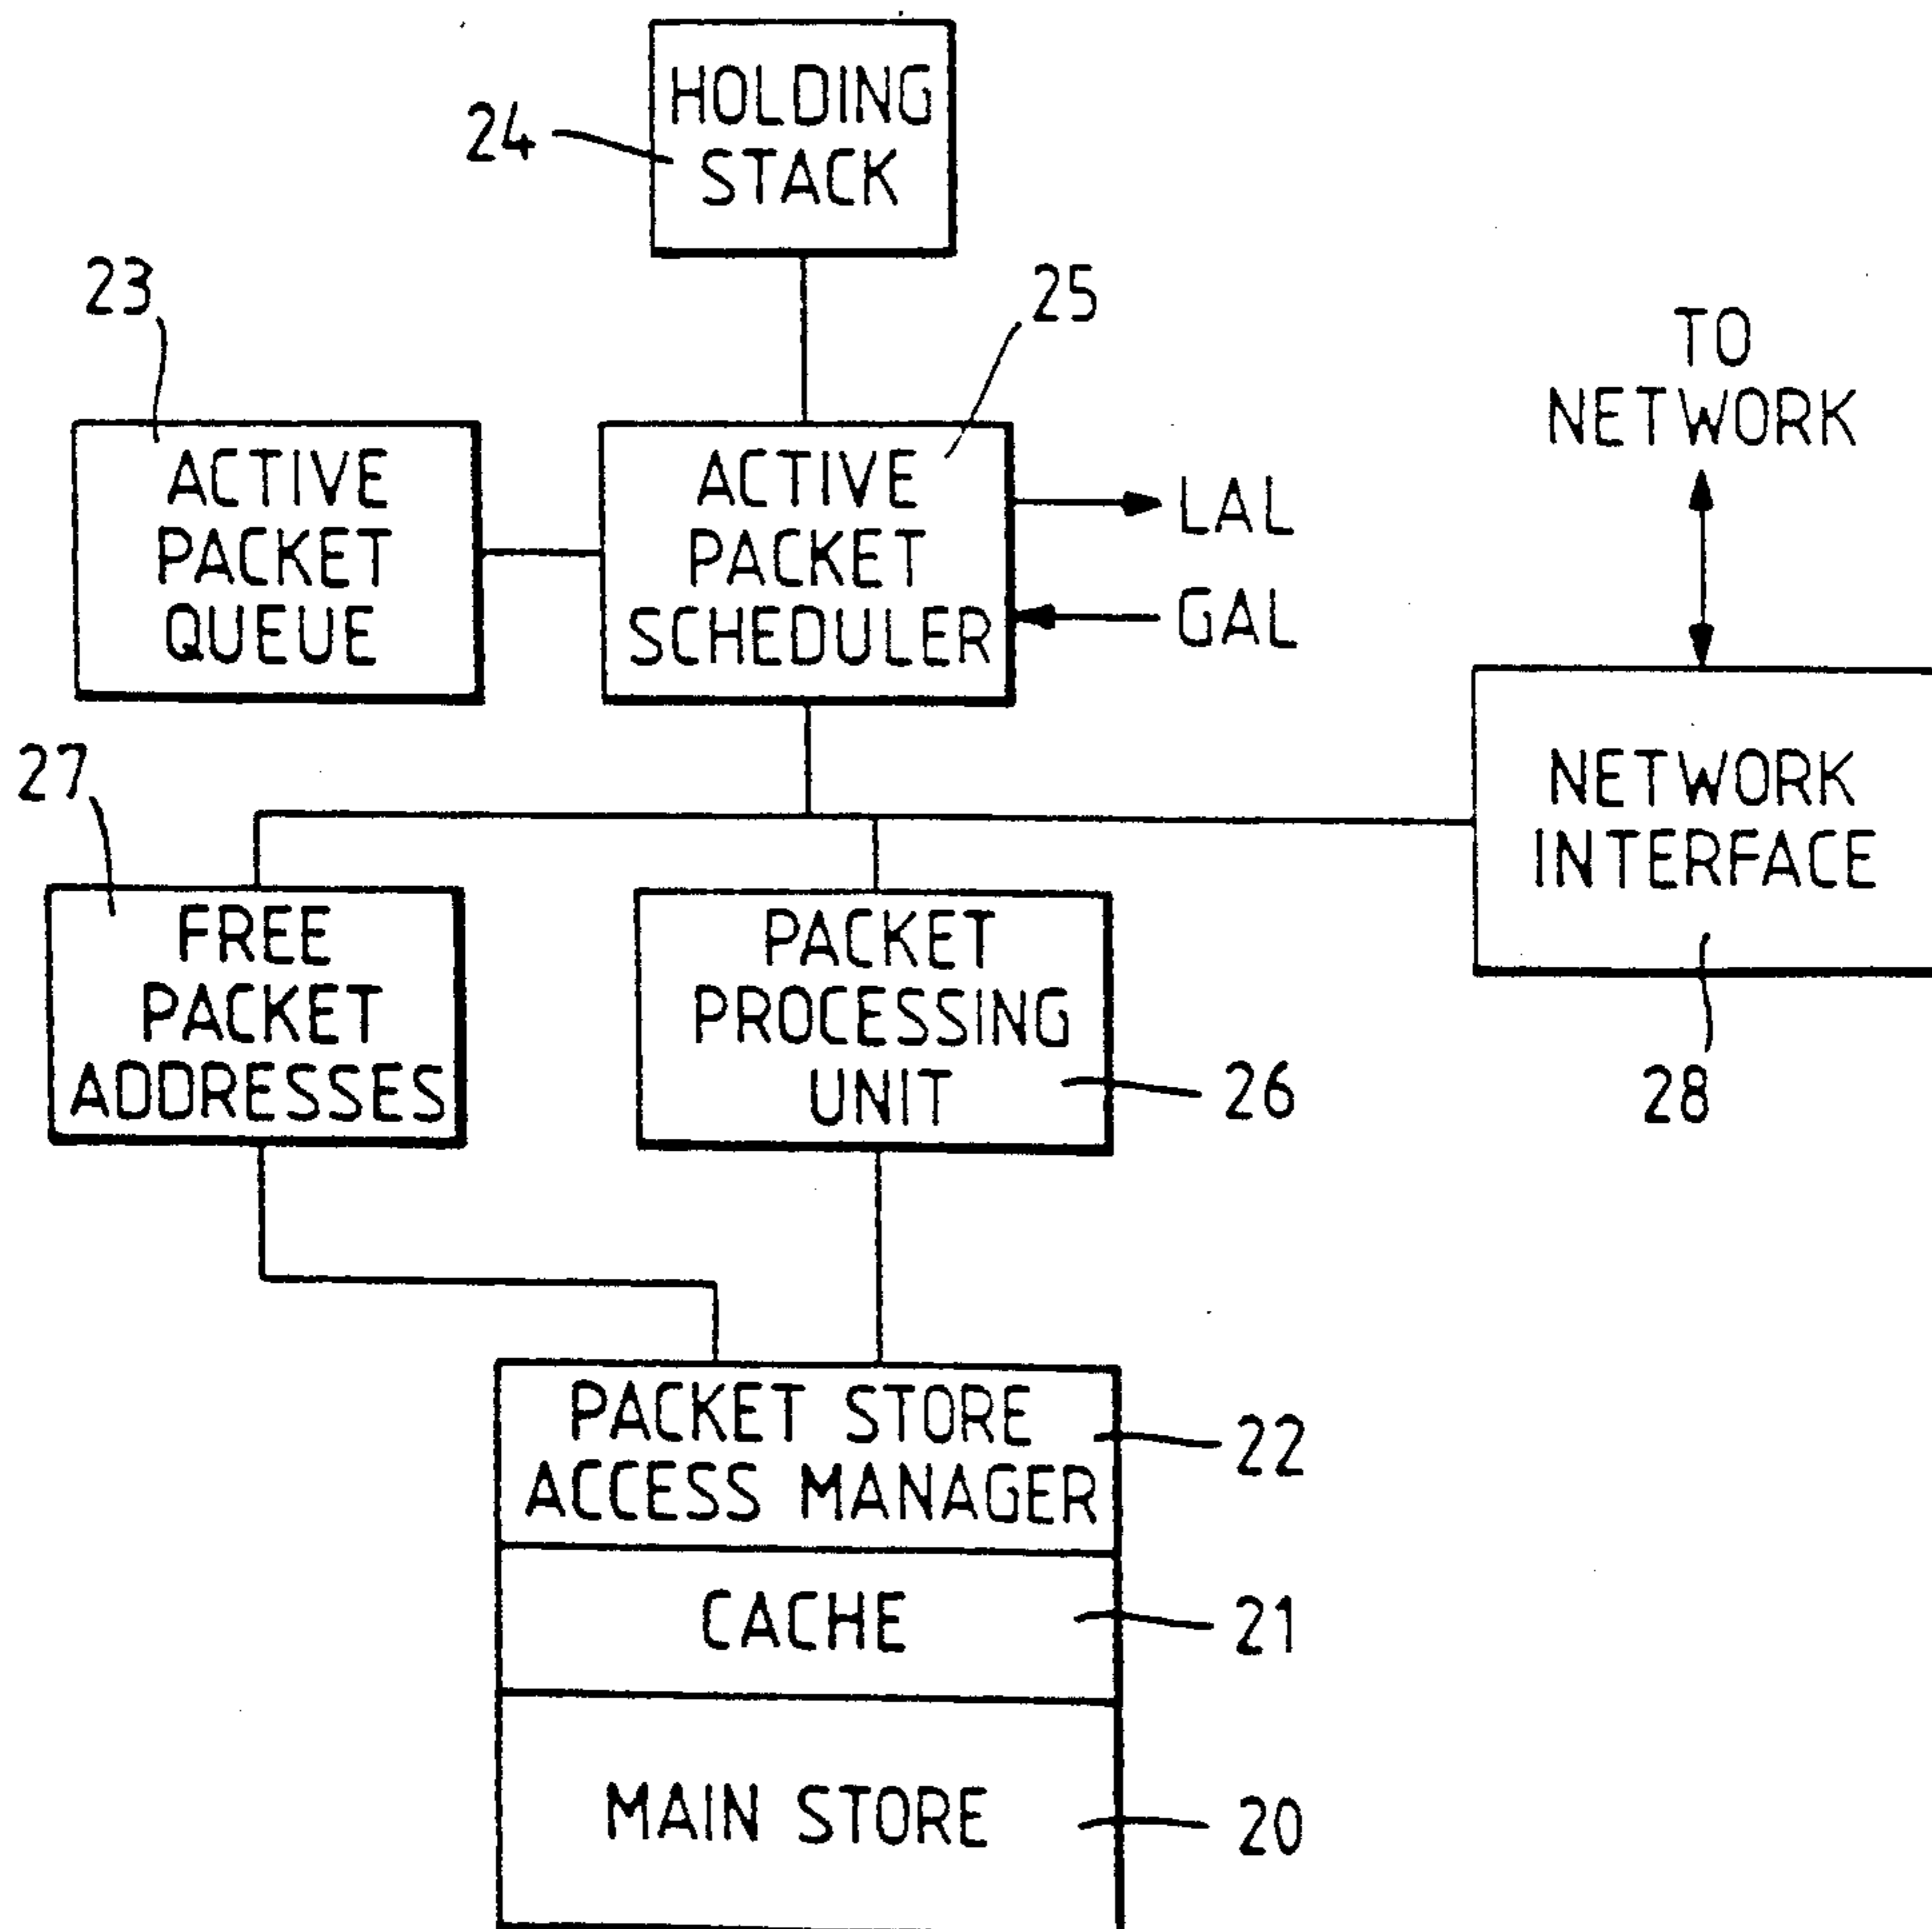 HOLDING
STACK
24
23
25
TO
NETWORK
ACTIVE
PACKET
QUEUE
ACTIVE
PACKET
SCHEDULER
LAL
GAL
27
NETWORK
INTERFACE
FREE
PACKET
ADDRESSES
PACKET
PROCESSING
UNIT
26
28
PACKET STORE
ACCESS MANAGER
22
CACHE
21
MAIN STORE
20